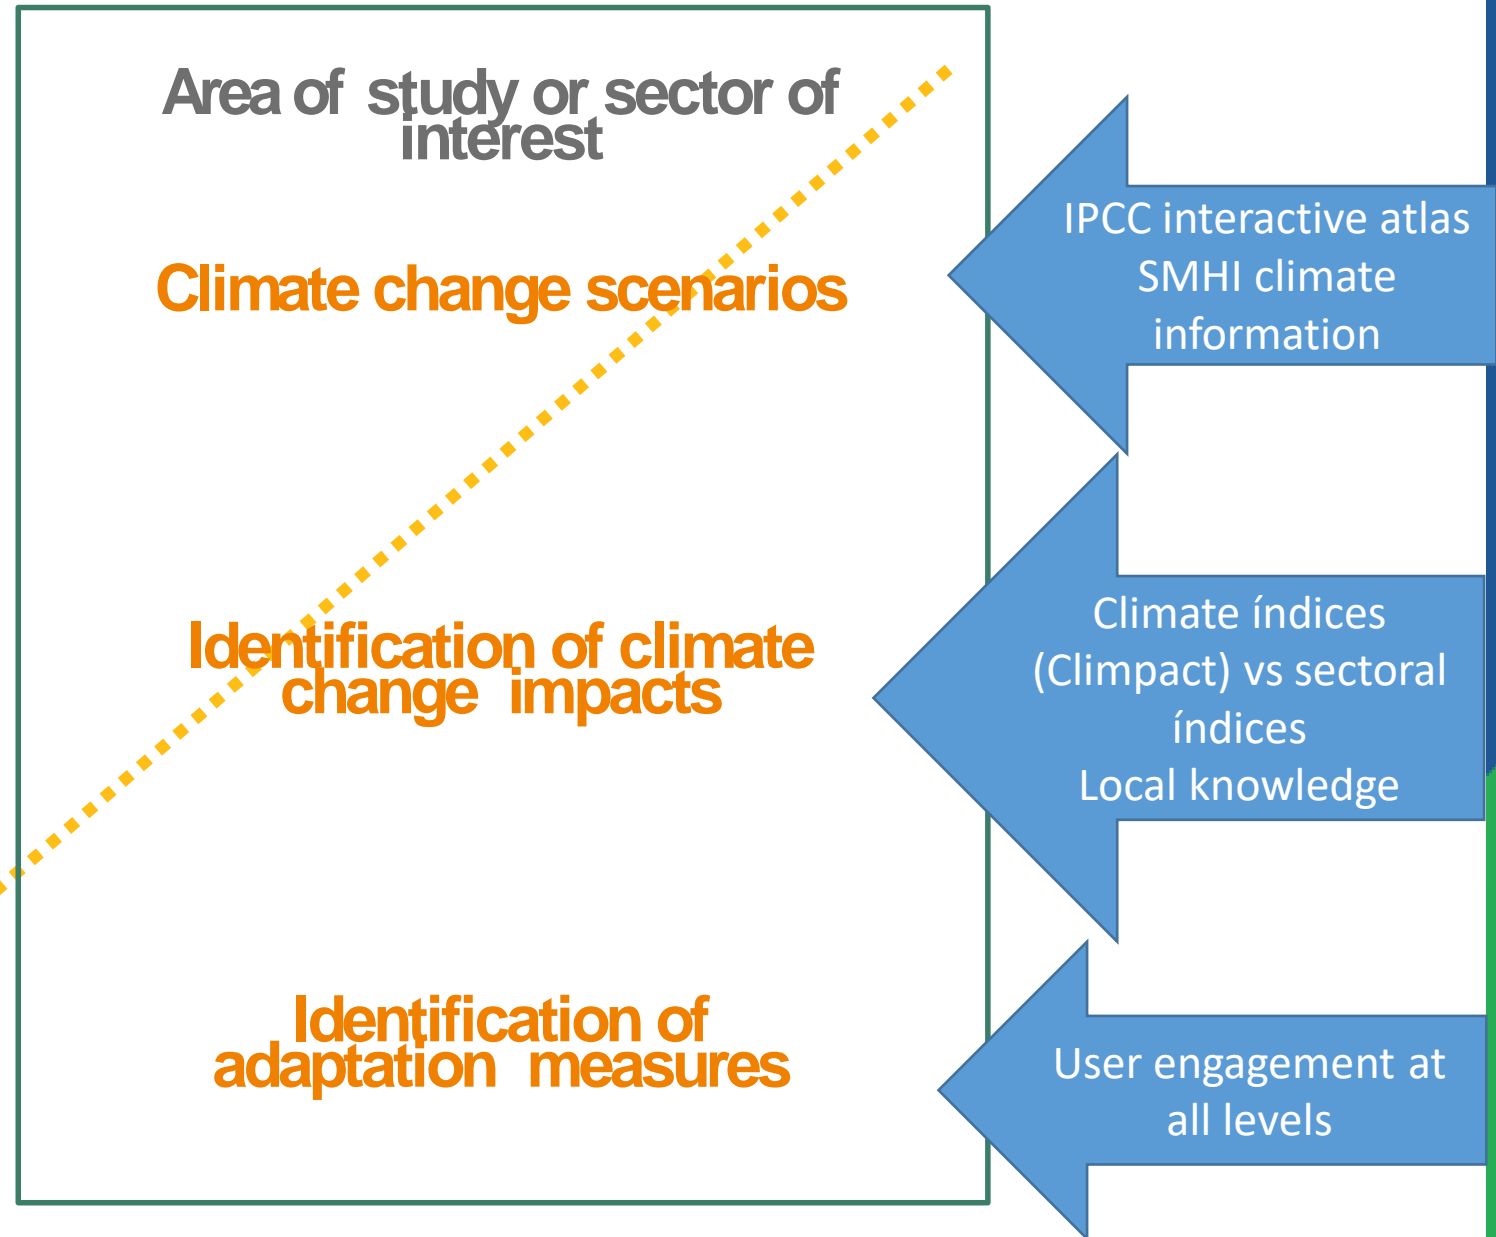 Area of study or sector of
interest
Climate change scenarios
IPCC interactive atlas
SMHI climate
information
Identification of climate
change impacts
Climate índices
(Climpact) vs sectoral
índices
Local knowledge
Identification of
adaptation measures
User engagement at
all levels